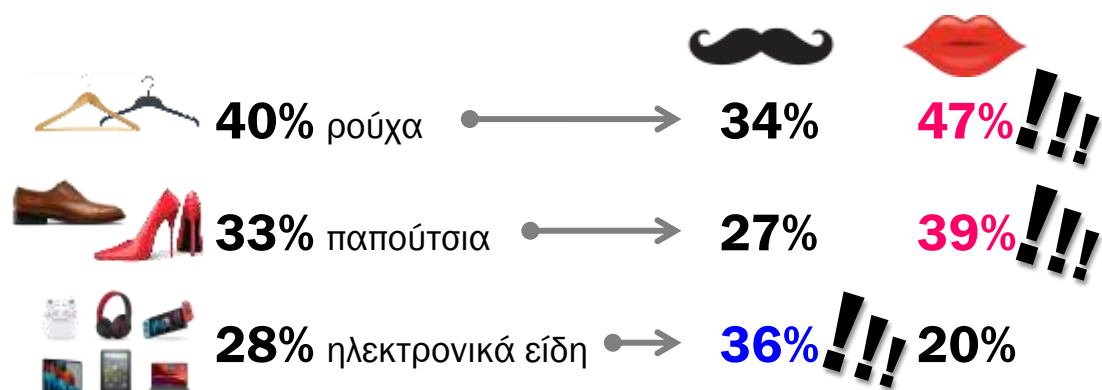 40% ρούχα 34% 47% !!!
33% παπούτσια 27% 39% !!!
28% ηλεκτρονικά είδη 36% !!! 20%